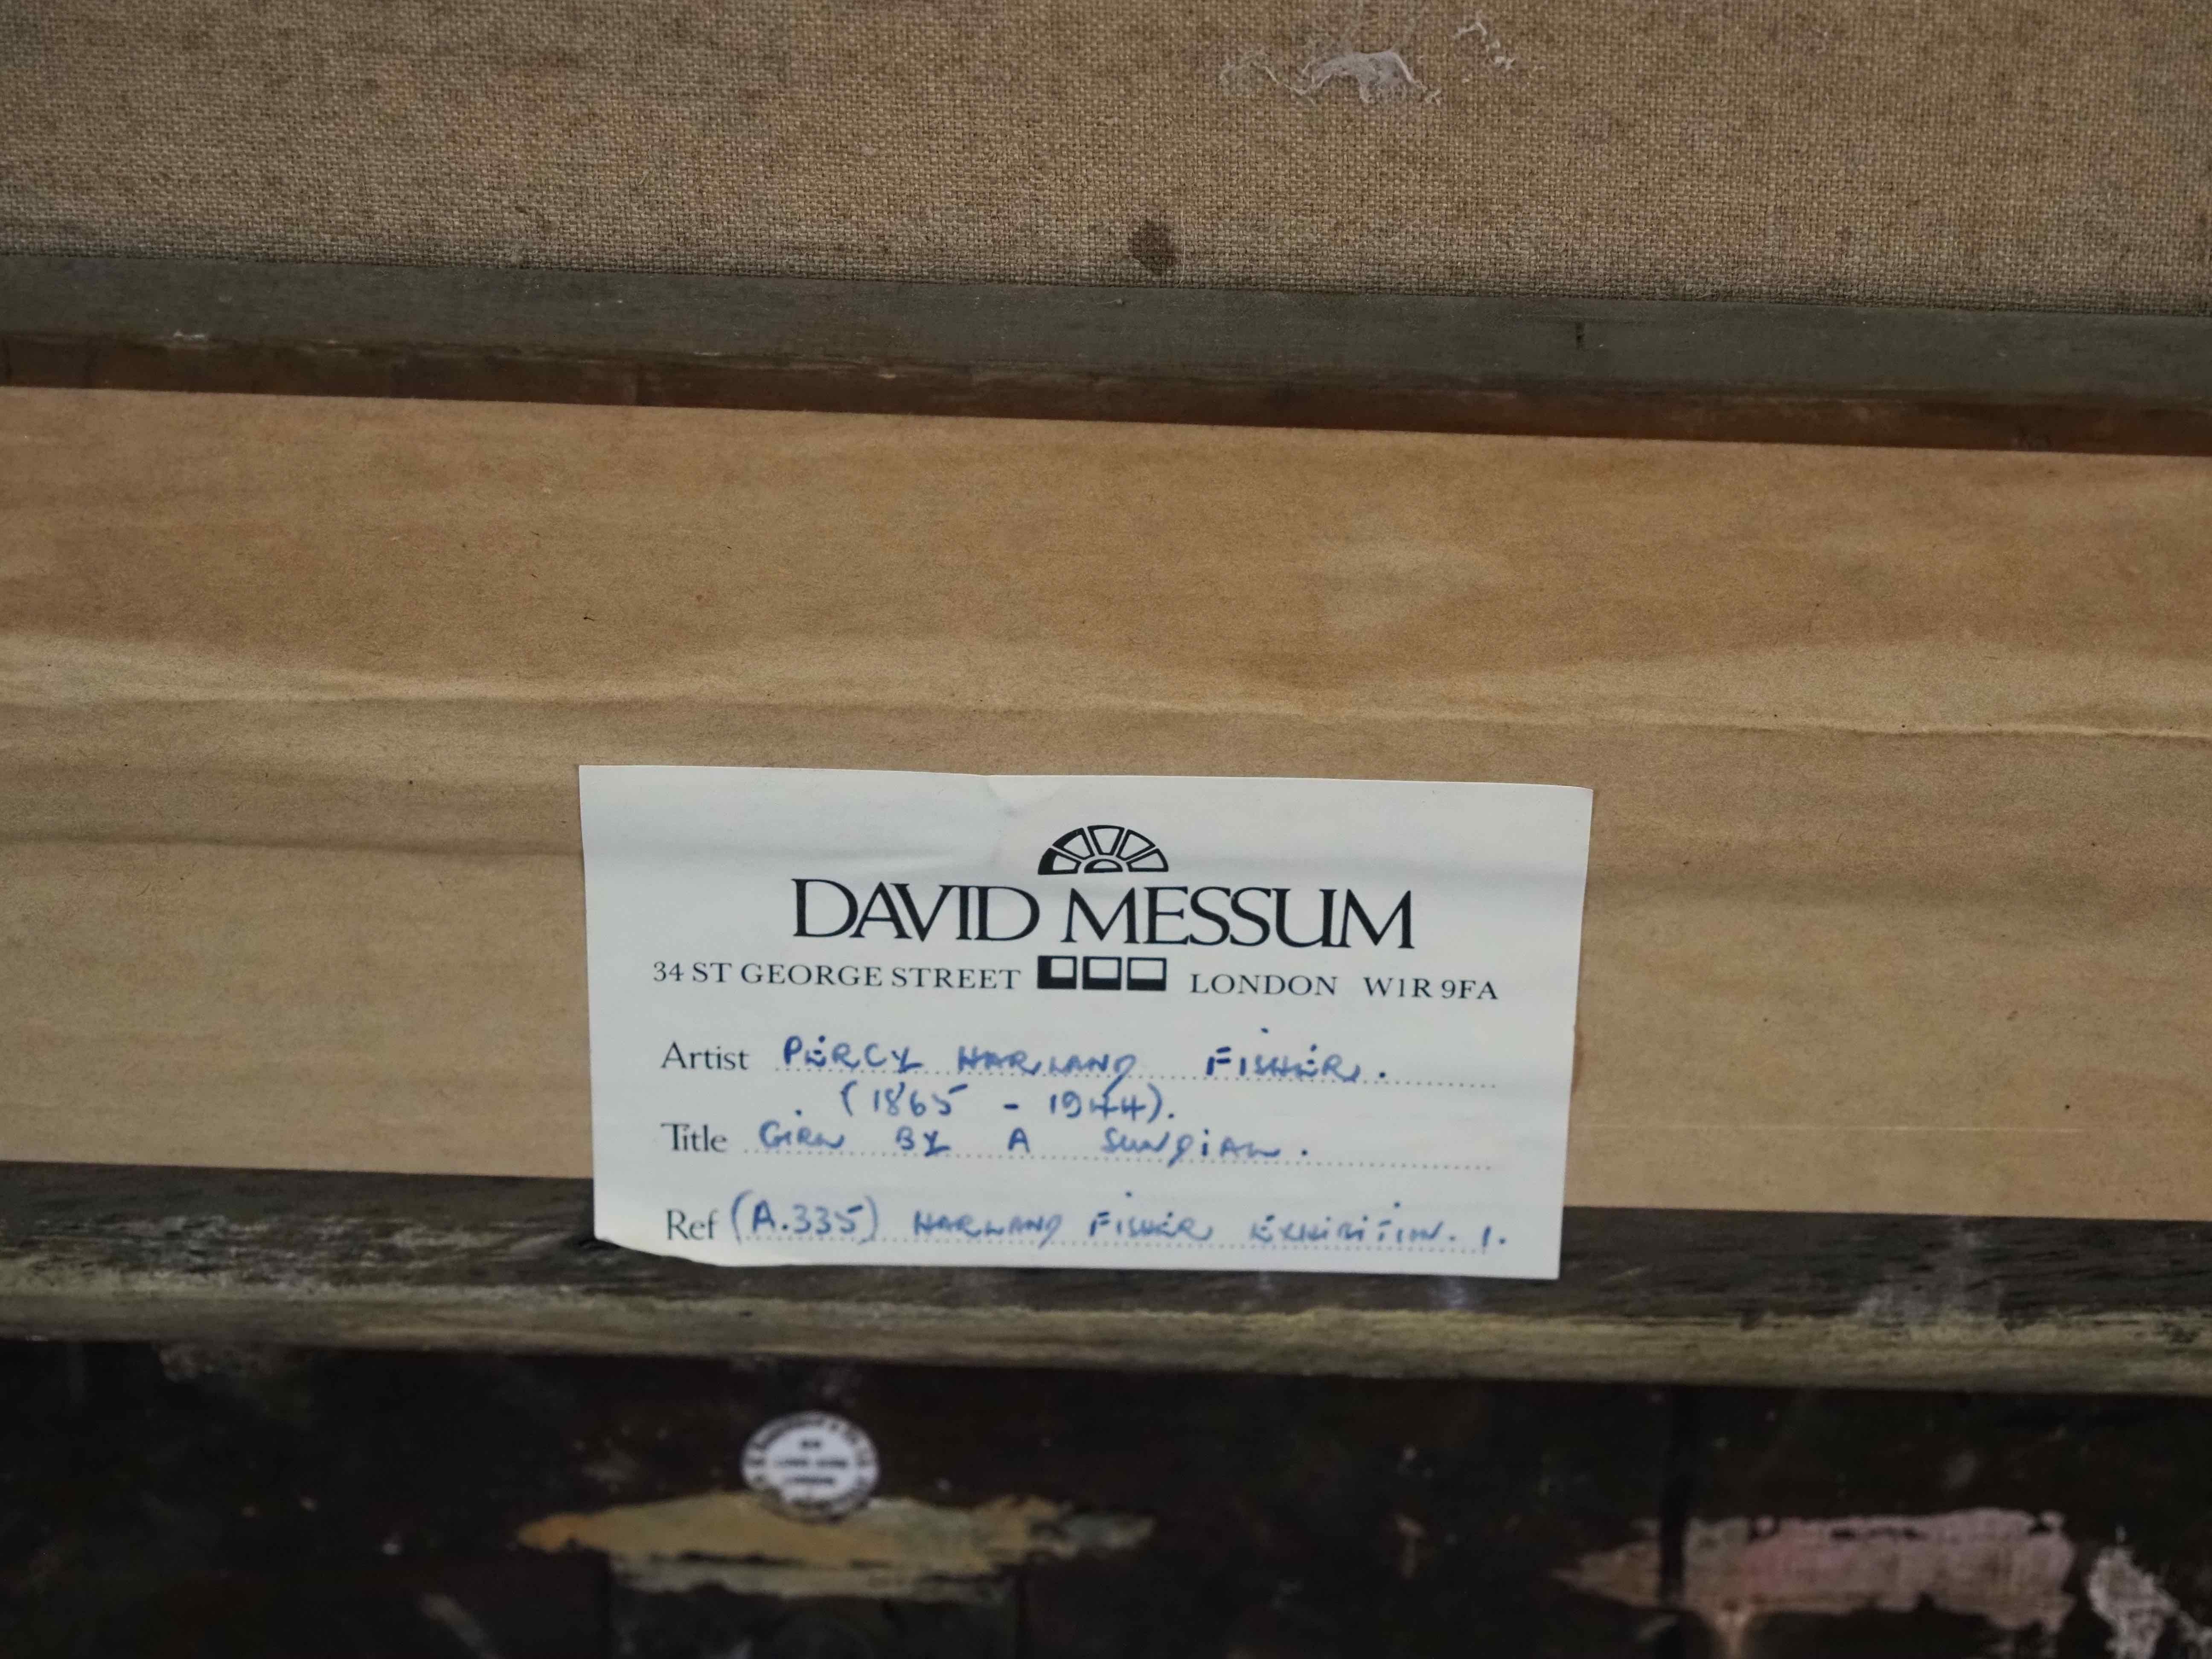 DAVID MESSUM
34 ST GEORGE STREET LONDON W1R 9FA
Artist PERCY HARLAND FISHER.
(1865 - 1944).
Title GIRL BY A SUNDIAL.
Ref (A.335) HARLAND FISHER EXHIBITION. 1.
LONDON